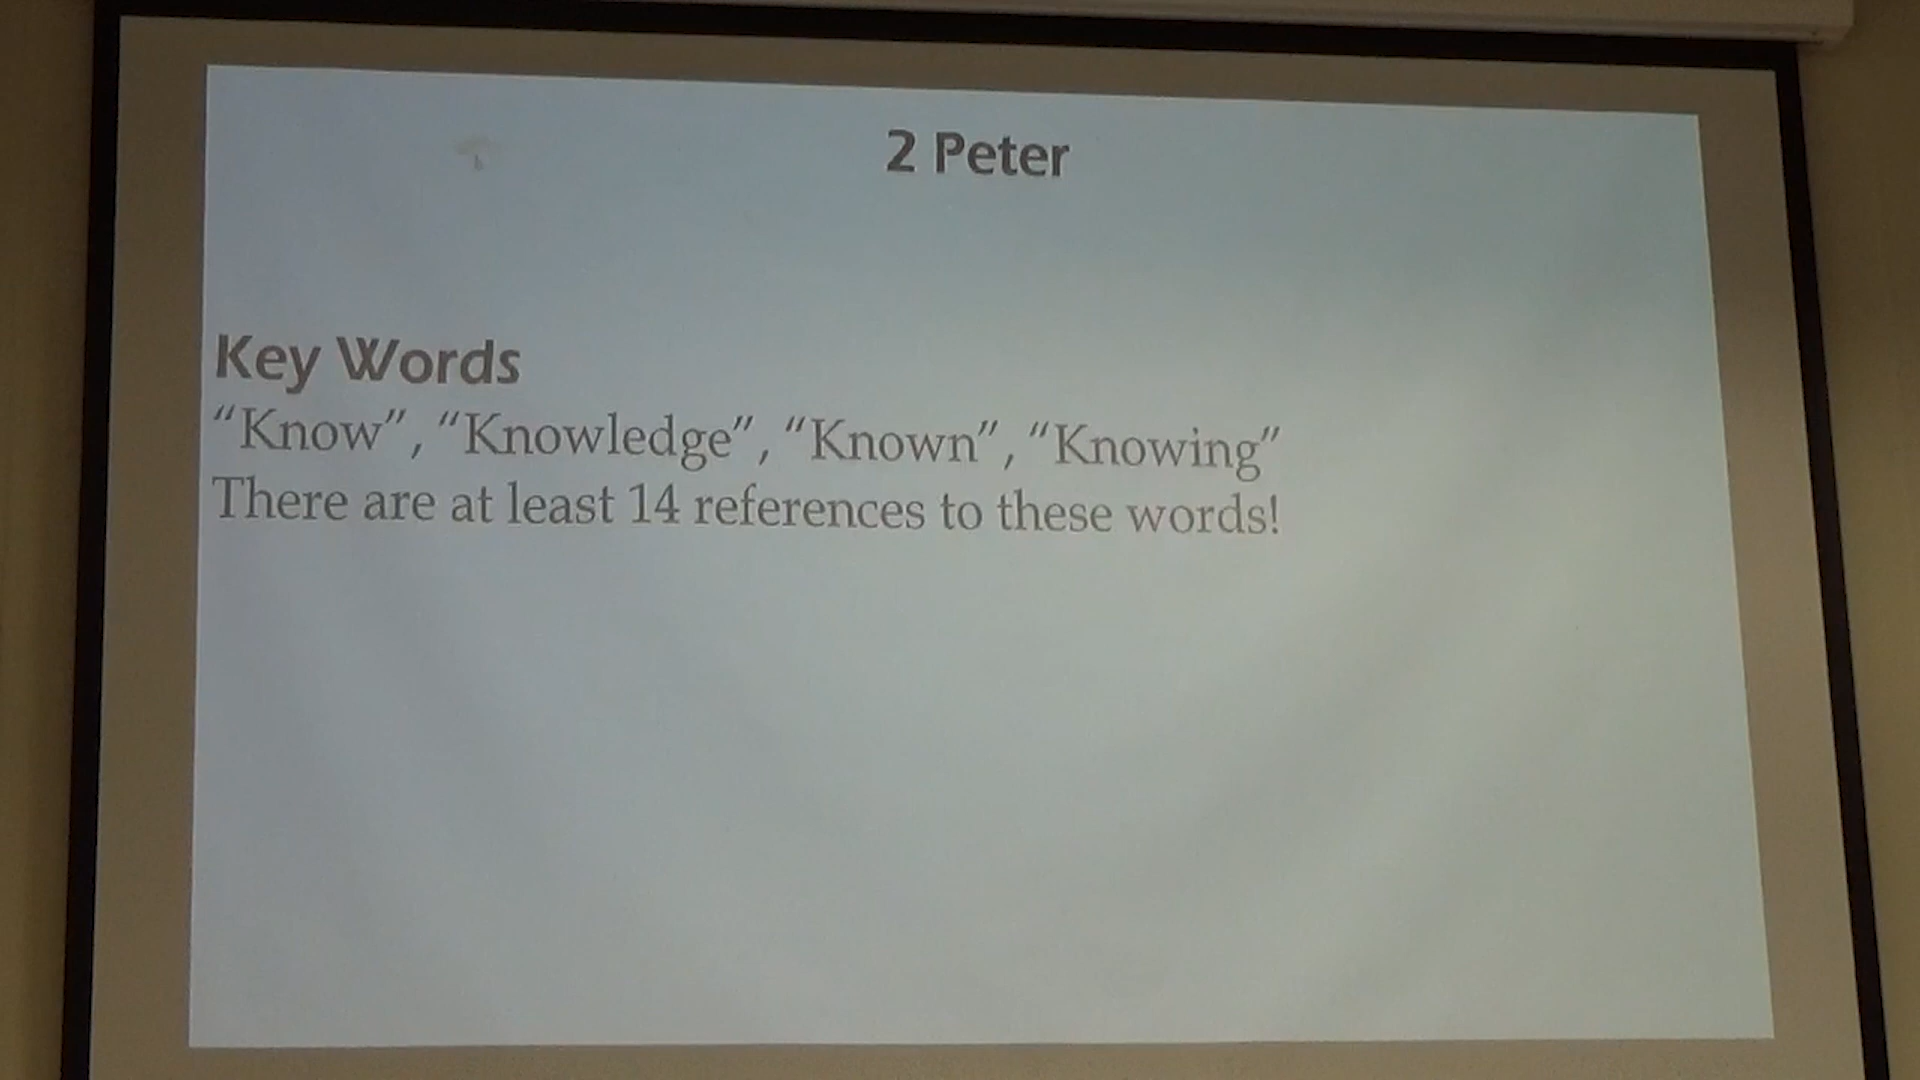 2 Peter
Key Words
“Know”, “Knowledge”, “Known”, “Knowing”
There are at least 14 references to these words!